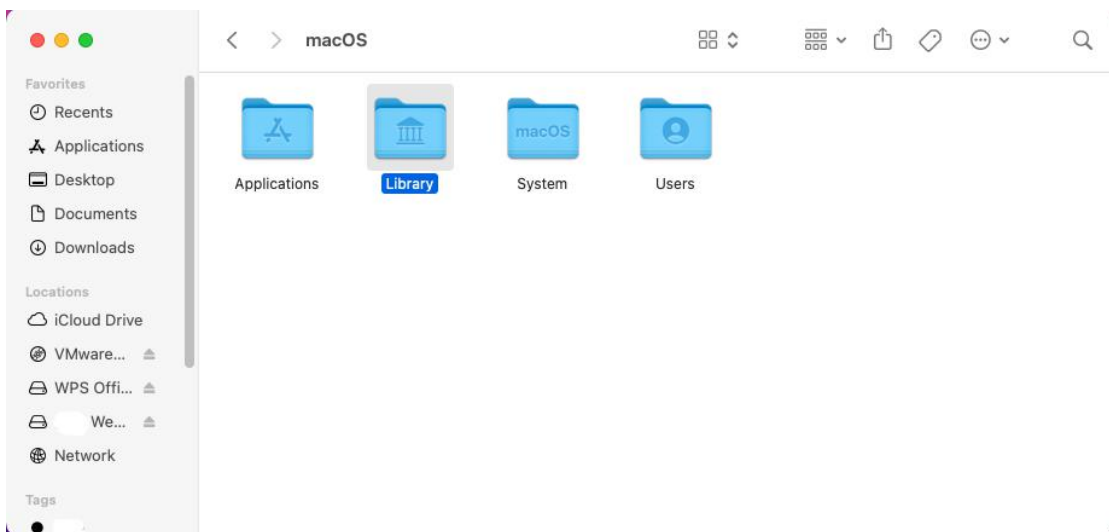 macOS
Favorites
Recents
Applications
Desktop
Documents
Downloads
Locations
iCloud Drive
VMware...
WPS Offi...
We...
Network
Tags
macOS
Applications
Library
System
Users